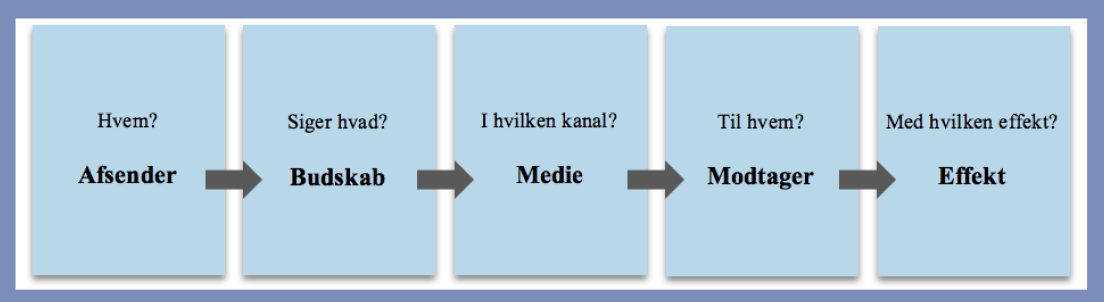 Hvem?
Afsender
Siger hvad?
Budskab
I hvilken kanal?
Medie
Til hvem?
Modtager
Med hvilken effekt?
Effekt